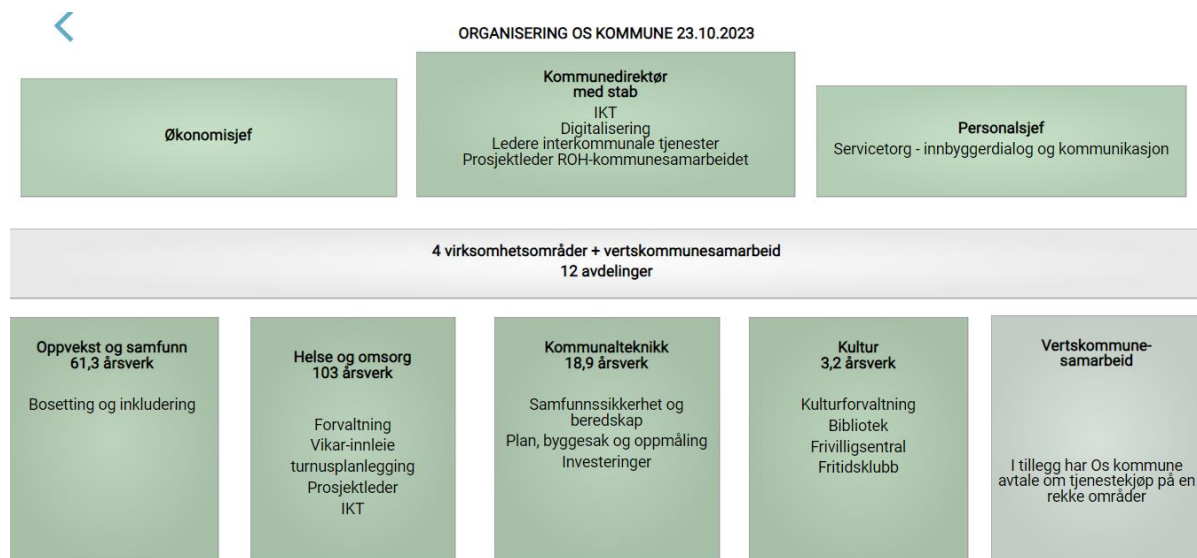 ORGANISERING OS KOMMUNE 23.10.2023
Økonomisjef
Kommunedirektør
med stab
IKT
Digitalisering
Ledere interkommunale tjenester
Prosjektleder ROH-kommunesamarbeidet
Personalsjef
Servicetorg - innbyggerdialog og kommunikasjon
4 virksomhetsområder + vertskommunesamarbeid
12 avdelinger
Oppvekst og samfunn
61,3 årsverk
Bosetting og inkludering
Helse og omsorg
103 årsverk
Forvaltning
Vikar-innleie
turnusplanlegging
Prosjektleder
IKT
Kommunalteknikk
18,9 årsverk
Samfunnssikkerhet og
beredskap
Plan, byggesak og oppmåling
Investeringer
Kultur
3,2 årsverk
Kulturforvaltning
Bibliotek
Frivilligsentral
Fritidsklubb
Vertskommune-
samarbeid
I tillegg har Os kommune
avtale om tjenestekjøp på en
rekke områder